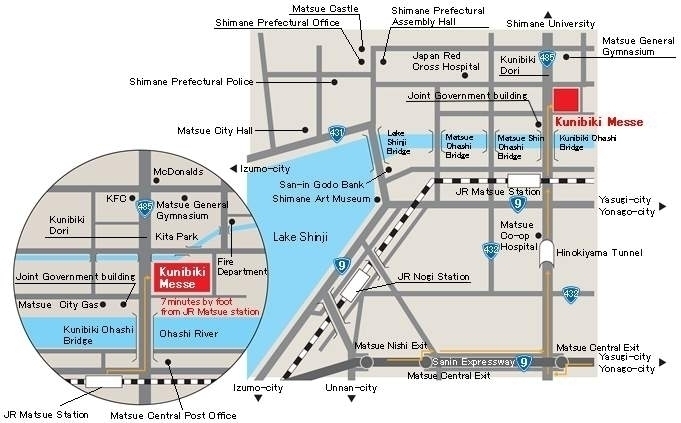 Matsue Castle
Shimane Prefectural Office
Shimane Prefectural
Assembly Hall
Shimane University
Matsue General
Gymnasium
Japan Red
Cross Hospital
Kunibiki
Dori
485
Shimane Prefectural Police
Joint Government building
Kunibiki Messe
Matsue City Hall
431
Lake
Shinji
Bridge
Matsue
Ohashi
Bridge
Matsue Shin
Ohashi
Bridge
Kunibiki Ohashi
Bridge
Izumo-city
San-in Godo Bank
Shimane Art Museum
JR Matsue Station
9
Yasugi-city
Yonago-city
Lake Shinji
Matsue
Co-op
Hospital
432
Hinokiyama Tunnel
9
JR Nogi Station
432
Matsue Nishi Exit
Matsue Central Exit
Sanin Expressway
9
Yasugi-city
Yonago-city
Matsue Central Exit
Izumo-city
Unnan-city
McDonalds
KFC
Matsue General
Gymnasium
485
Kunibiki
Dori
Kita Park
Fire
Department
Joint Government building
Kunibiki
Messe
7 minutes by foot
from JR Matsue station
Matsue City Gas
Kunibiki Ohashi
Bridge
Ohashi River
JR Matsue Station
Matsue Central Post Office